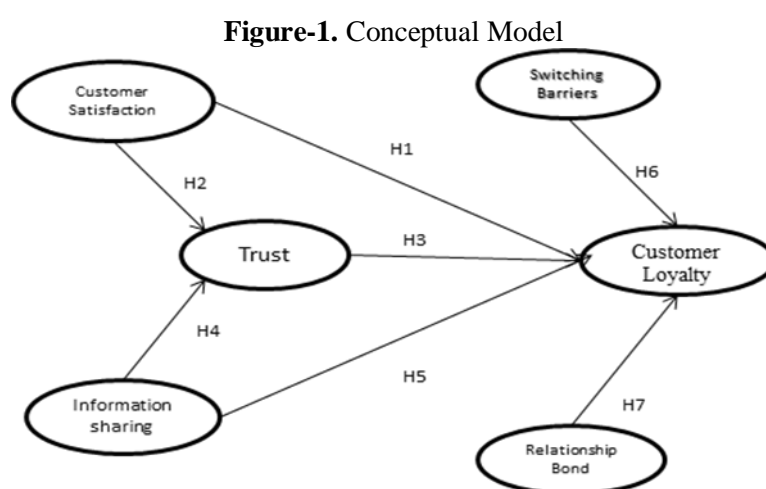 Figure-1. Conceptual Model
Customer
Satisfaction
Switching
Barriers
H1
H2
H6
Trust
H3
Customer
Loyalty
H4
H5
Information
sharing
H7
Relationship
Bond